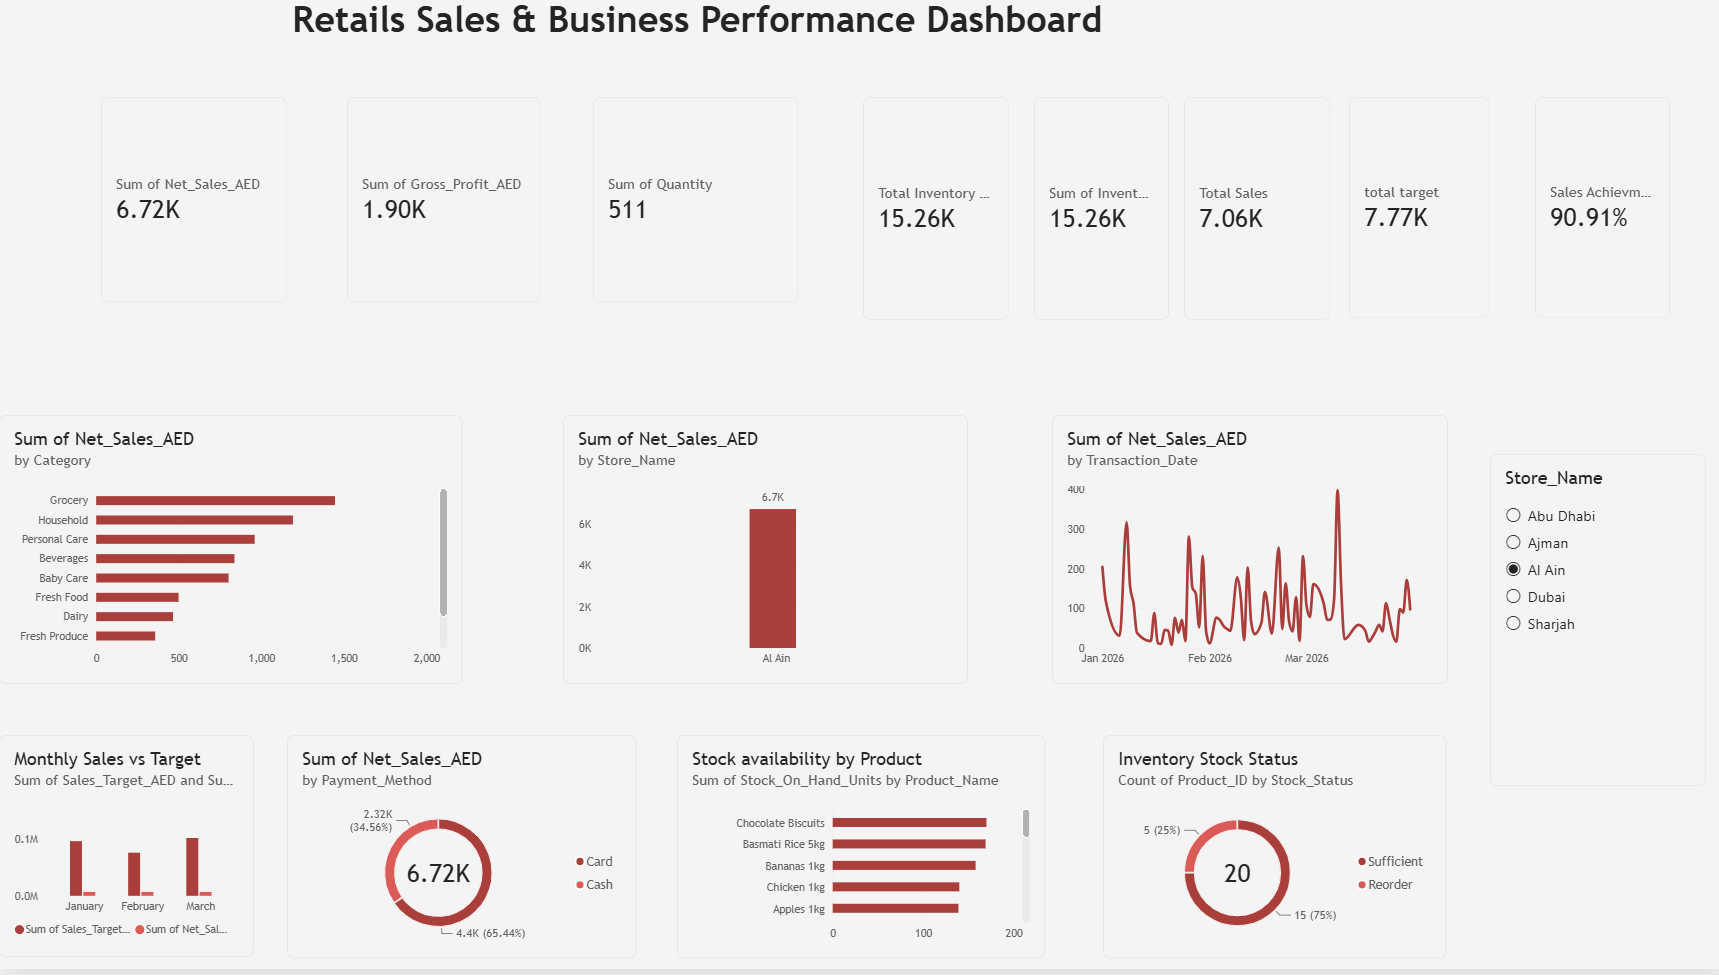 Retails Sales & Business Performance Dashboard
Sum of Net_Sales_AED
6.72K
Sum of Gross_Profit_AED
1.90K
Sum of Quantity
511
Total Inventory ...
15.26K
Sum of Invent...
15.26K
Total Sales
7.06K
total target
7.77K
Sales Achievm...
90.91%
Sum of Net_Sales_AED
by Category
Grocery
Household
Personal Care
Beverages
Baby Care
Fresh Food
Dairy
Fresh Produce
0 500 1,000 1,500 2,000
Sum of Net_Sales_AED
by Store_Name
6.7K
6K
4K
2K
0K
Al Ain
Sum of Net_Sales_AED
by Transaction_Date
400
300
200
100
0
Jan 2026 Feb 2026 Mar 2026
Store_Name
Abu Dhabi
Ajman
Al Ain
Dubai
Sharjah
Monthly Sales vs Target
Sum of Sales_Target_AED and Su...
0.1M
0.0M
January February March
Sum of Sales_Target... Sum of Net_Sal...
Sum of Net_Sales_AED
by Payment_Method
2.32K
(34.56%)
6.72K
4.4K (65.44%)
Card
Cash
Stock availability by Product
Sum of Stock_On_Hand_Units by Product_Name
Chocolate Biscuits
Basmati Rice 5kg
Bananas 1kg
Chicken 1kg
Apples 1kg
0 100 200
Inventory Stock Status
Count of Product_ID by Stock_Status
5 (25%)
20
15 (75%)
Sufficient
Reorder